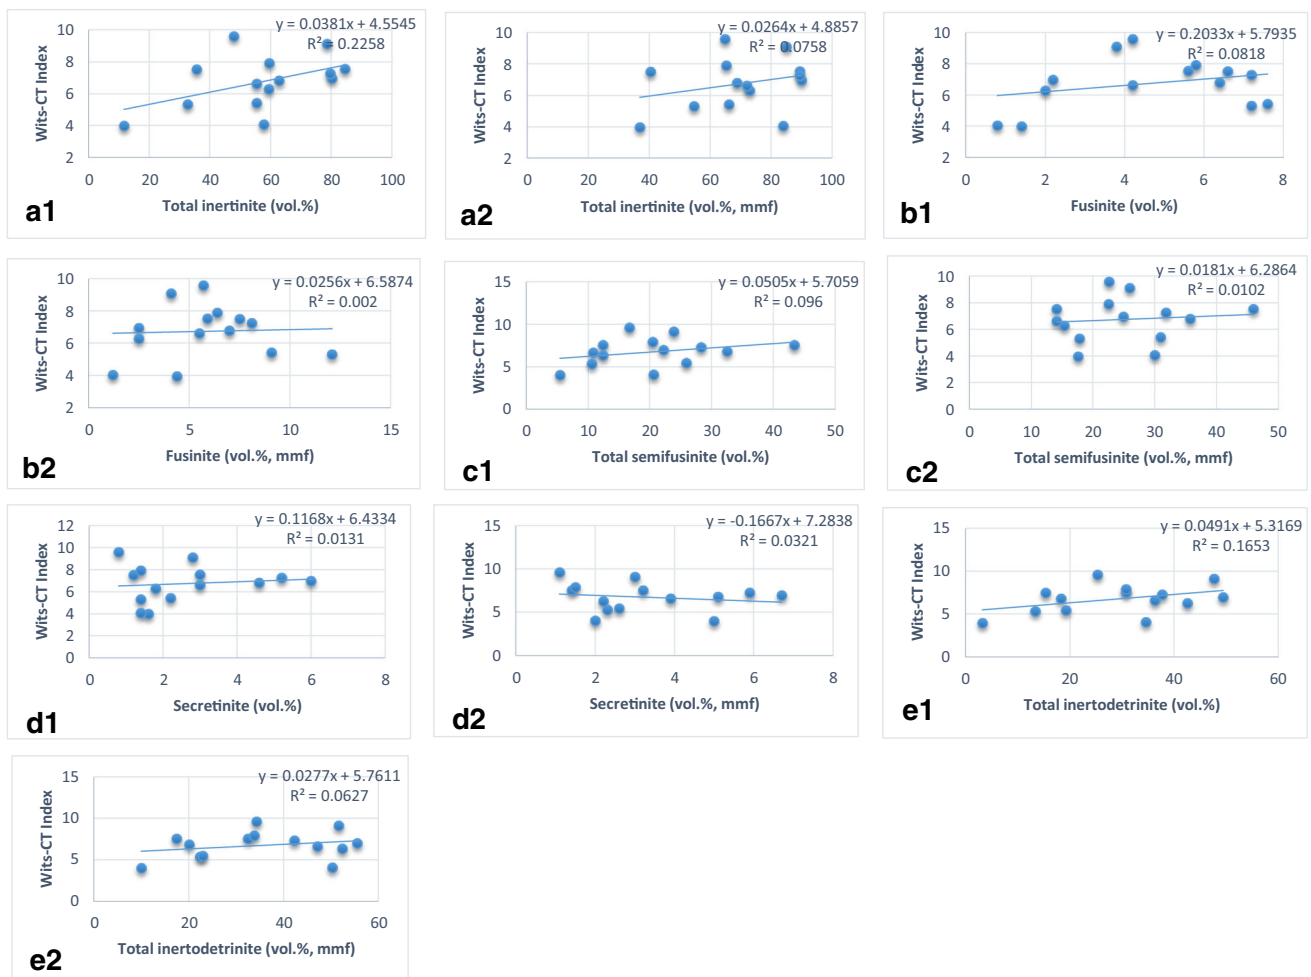 y = 0.0381x + 4.5545
R² = 0.2258
10
8
6
4
2
0 20 40 60 80 100
Wits-CT Index
Total inertinite (vol.%)
a1
y = 0.0264x + 4.8857
R² = 0.0758
10
8
6
4
2
0 20 40 60 80 100
Wits-CT Index
Total inertinite (vol.%, mmf)
a2
y = 0.2033x + 5.7935
R² = 0.0818
10
8
6
4
2
0 2 4 6 8
Wits-CT Index
Fusinite (vol.%)
b1
y = 0.0256x + 6.5874
R² = 0.002
10
8
6
4
2
0 5 10 15
Wits-CT Index
Fusinite (vol.%, mmf)
b2
y = 0.0505x + 5.7059
R² = 0.096
15
10
5
0
0 10 20 30 40 50
Wits-CT Index
Total semifusinite (vol.%)
c1
y = 0.0181x + 6.2864
R² = 0.0102
10
8
6
4
2
0
0 10 20 30 40 50
Wits-CT Index
Total semifusinite (vol.%, mmf)
c2
y = 0.1168x + 6.4334
R² = 0.0131
12
10
8
6
4
2
0
0 2 4 6 8
Wits-CT Index
Secretinite (vol.%)
d1
y = -0.1667x + 7.2838
R² = 0.0321
15
10
5
0
0 2 4 6 8
Wits-CT Index
Secretinite (vol.%, mmf)
d2
y = 0.0491x + 5.3169
R² = 0.1653
15
10
5
0
0 20 40 60
Wits-CT Index
Total inertodetrinite (vol.%)
e1
y = 0.0277x + 5.7611
R² = 0.0627
15
10
5
0
0 20 40 60
Wits-CT Index
Total inertodetrinite (vol.%, mmf)
e2